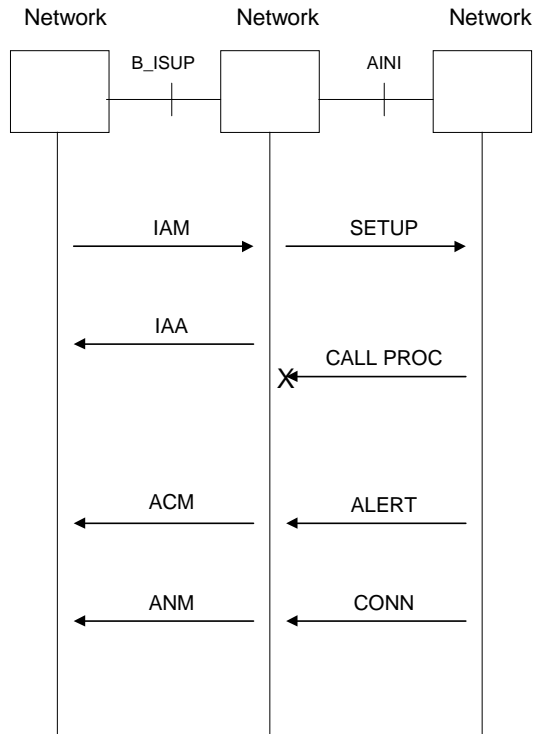 Network Network Network
B_ISUP AINI
IAM SETUP
IAA
CALL PROC
X
ACM ALERT
ANM CONN